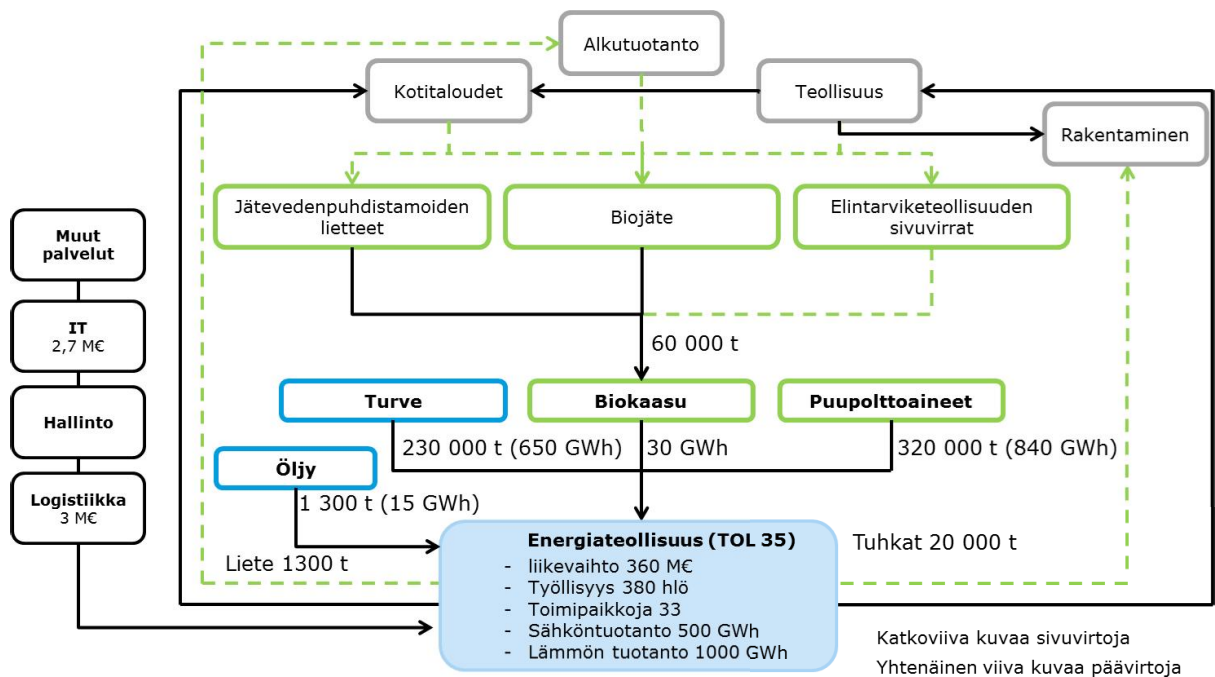 Alkutuotanto
Kotitaloudet
Teollisuus
Rakentaminen
Jätevedenpuhdistamoiden
lietteet
Biojäte
Elintarviketeollisuuden
sivuvirrat
Muut
palvelut
IT
2,7 M€
Hallinto
Logistiikka
3 M€
60 000 t
Turve
Biokaasu
Puupolttoaineet
230 000 t (650 GWh)
30 GWh
320 000 t (840 GWh)
Öljy
1 300 t (15 GWh)
Liete 1300 t
Energiateollisuus (TOL 35)
- liikevaihto 360 M€
- Työllisyys 380 hlö
- Toimipaikkoja 33
- Sähköntuotanto 500 GWh
- Lämmön tuotanto 1000 GWh
Tuhkat 20 000 t
Katkoviiva kuvaa sivuvirtoja
Yhtenäinen viiva kuvaa päävirtoja